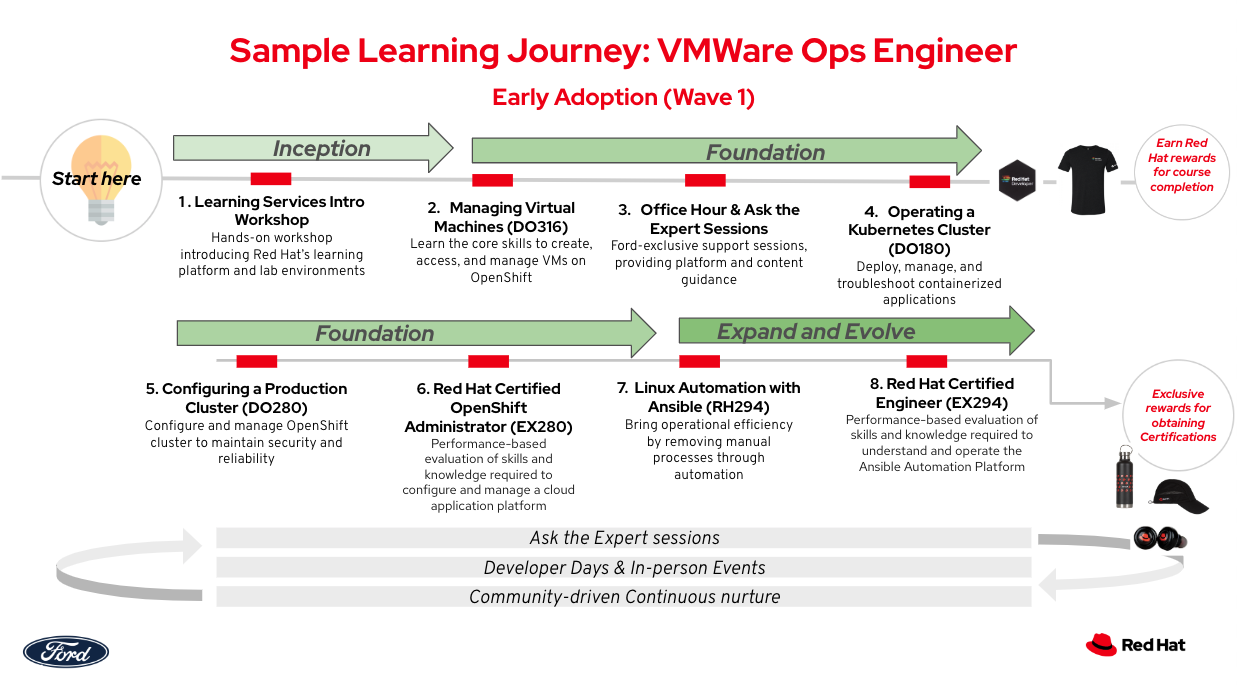 Sample Learning Journey: VMWare Ops Engineer
Early Adoption (Wave 1)
Start here
Inception
Foundation
Red Hat
Developer
Earn Red
Hat rewards
for course
completion
1. Learning Services Intro
Workshop
Hands-on workshop
introducing Red Hat's learning
platform and lab environments
2. Managing Virtual
Machines (DO316)
Learn the core skills to create,
access, and manage VMs on
OpenShift
3. Office Hour & Ask the
Expert Sessions
Ford-exclusive support sessions,
providing platform and content
guidance
4. Operating a
Kubernetes Cluster
(DO180)
Deploy, manage, and
troubleshoot containerized
applications
Foundation
Expand and Evolve
5. Configuring a Production
Cluster (DO280)
Configure and manage OpenShift
cluster to maintain security and
reliability
6. Red Hat Certified
OpenShift
Administrator (EX280)
Performance-based
evaluation of skills and
knowledge required to
configure and manage a cloud
application platform
7. Linux Automation with
Ansible (RH294)
Bring operational efficiency
by removing manual
processes through
automation
8. Red Hat Certified
Engineer (EX294)
Performance-based evaluation of
skills and knowledge required to
understand and operate the
Ansible Automation Platform
Exclusive
rewards for
obtaining
Certifications
Ask the Expert sessions
Developer Days & In-person Events
Community-driven Continuous nurture
Ford
Red Hat